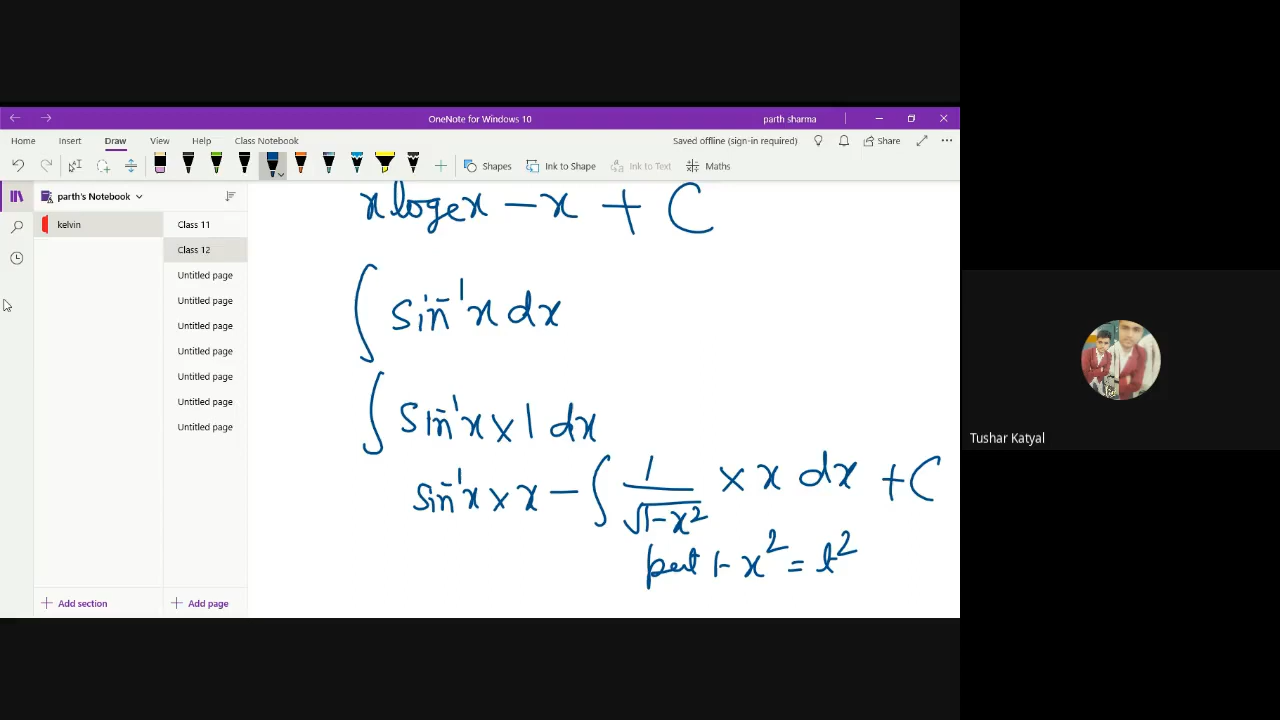 OneNote for Windows 10
parth sharma
Home Insert Draw View Help Class Notebook
Saved offline (sign-in required) Share
Shapes Ink to Shape Ink to Text Maths
parth's Notebook
kelvin
Class 11
Class 12
Untitled page
Untitled page
Untitled page
Untitled page
Untitled page
Untitled page
Untitled page
+ Add section + Add page
x logex − x + C
∫ sin⁻¹x dx
∫ sin⁻¹x × 1 dx
sin⁻¹x × x − ∫ 1/√(1−x²) × x dx + C
put 1−x² = t²
Tushar Katyal